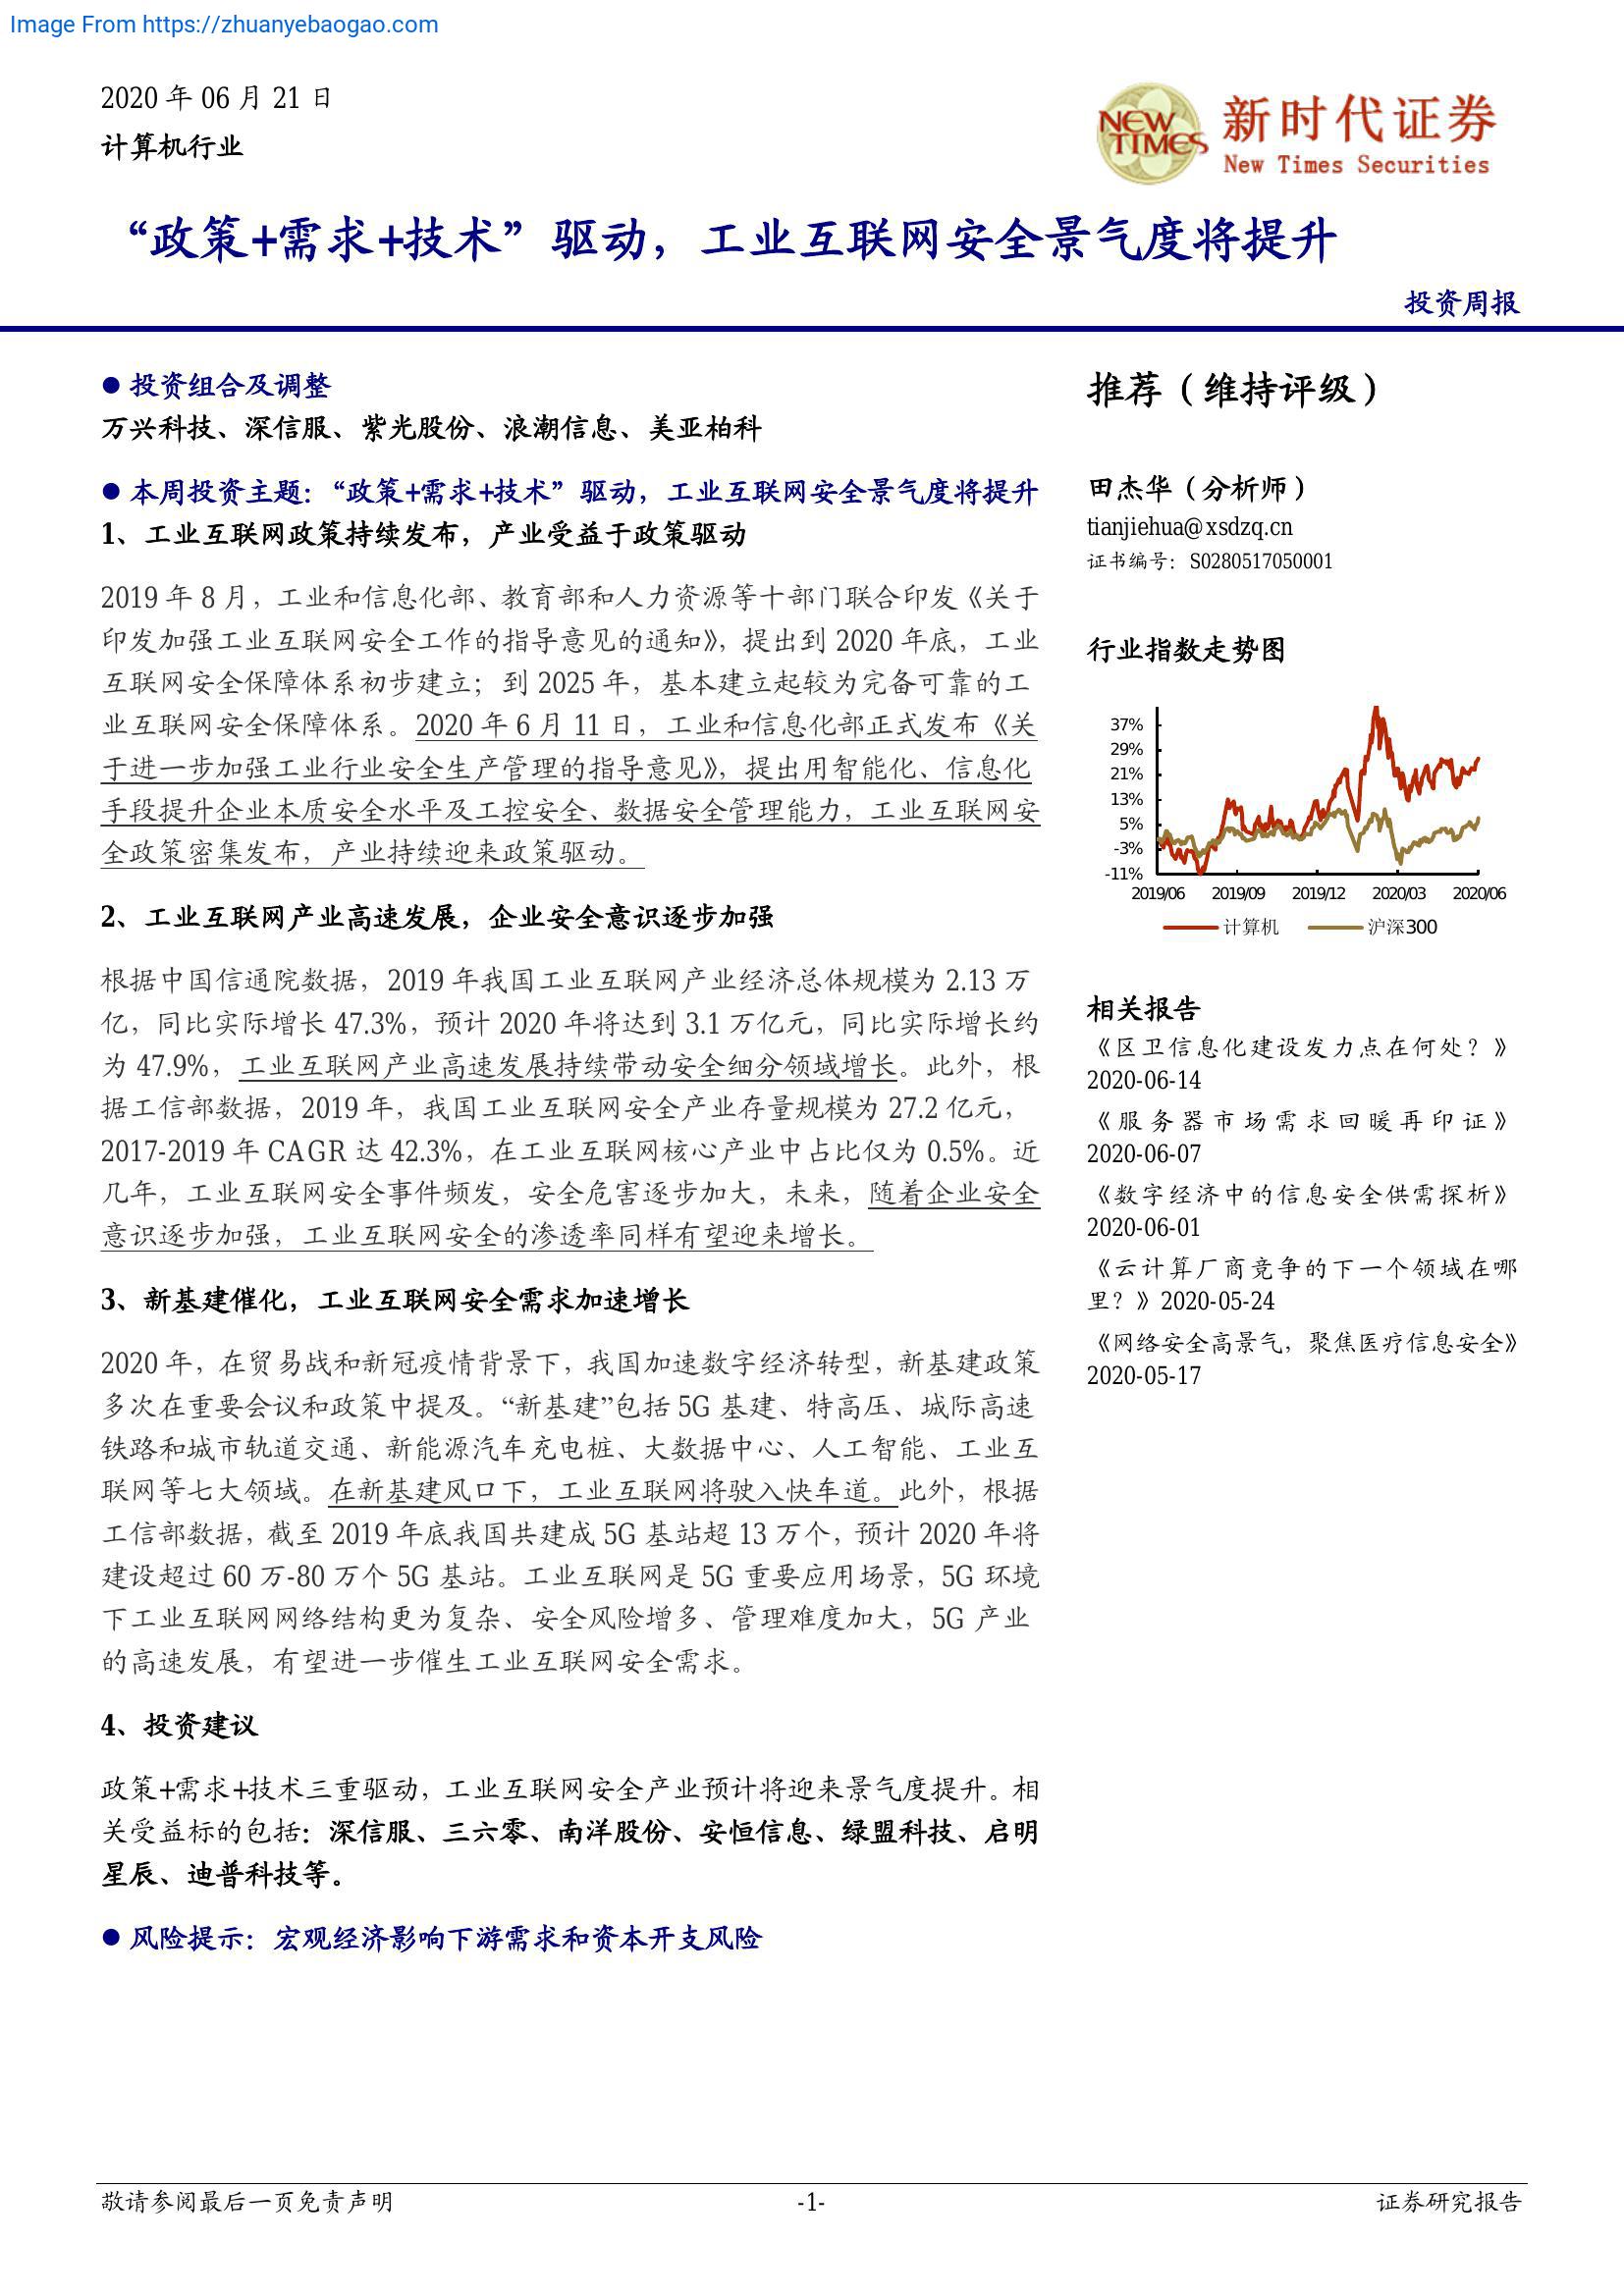 Image From https://zhuanyebaogao.com
2020 年 06 月 21 日
计算机行业
NEW TIMES
新时代证券
New Times Securities
“政策+需求+技术”驱动，工业互联网安全景气度将提升
投资周报
● 投资组合及调整
万兴科技、深信服、紫光股份、浪潮信息、美亚柏科
● 本周投资主题：“政策+需求+技术”驱动，工业互联网安全景气度将提升
1、工业互联网政策持续发布，产业受益于政策驱动
2019 年 8 月，工业和信息化部、教育部和人力资源等十部门联合印发《关于
印发加强工业互联网安全工作的指导意见的通知》，提出到 2020 年底，工业
互联网安全保障体系初步建立；到 2025 年，基本建立起较为完备可靠的工
业互联网安全保障体系。2020 年 6 月 11 日，工业和信息化部正式发布《关
于进一步加强工业行业安全生产管理的指导意见》，提出用智能化、信息化
手段提升企业本质安全水平及工控安全、数据安全管理能力，工业互联网安
全政策密集发布，产业持续迎来政策驱动。
2、工业互联网产业高速发展，企业安全意识逐步加强
根据中国信通院数据，2019 年我国工业互联网产业经济总体规模为 2.13 万
亿，同比实际增长 47.3%，预计 2020 年将达到 3.1 万亿元，同比实际增长约
为 47.9%，工业互联网产业高速发展持续带动安全细分领域增长。此外，根
据工信部数据，2019 年，我国工业互联网安全产业存量规模为 27.2 亿元，
2017-2019 年 CAGR 达 42.3%，在工业互联网核心产业中占比仅为 0.5%。近
几年，工业互联网安全事件频发，安全危害逐步加大，未来，随着企业安全
意识逐步加强，工业互联网安全的渗透率同样有望迎来增长。
3、新基建催化，工业互联网安全需求加速增长
2020 年，在贸易战和新冠疫情背景下，我国加速数字经济转型，新基建政策
多次在重要会议和政策中提及。“新基建”包括 5G 基建、特高压、城际高速
铁路和城市轨道交通、新能源汽车充电桩、大数据中心、人工智能、工业互
联网等七大领域。在新基建风口下，工业互联网将驶入快车道。此外，根据
工信部数据，截至 2019 年底我国共建成 5G 基站超 13 万个，预计 2020 年将
建设超过 60 万-80 万个 5G 基站。工业互联网是 5G 重要应用场景，5G 环境
下工业互联网网络结构更为复杂、安全风险增多、管理难度加大，5G 产业
的高速发展，有望进一步催生工业互联网安全需求。
4、投资建议
政策+需求+技术三重驱动，工业互联网安全产业预计将迎来景气度提升。相
关受益标的包括：深信服、三六零、南洋股份、安恒信息、绿盟科技、启明
星辰、迪普科技等。
● 风险提示：宏观经济影响下游需求和资本开支风险
推荐（维持评级）
田杰华（分析师）
tianjiehua@xsdzq.cn
证书编号：S0280517050001
行业指数走势图
37%
29%
21%
13%
5%
-3%
-11%
2019/06 2019/09 2019/12 2020/03 2020/06
计算机 沪深300
相关报告
《区卫信息化建设发力点在何处？》
2020-06-14
《服务器市场需求回暖再印证》
2020-06-07
《数字经济中的信息安全供需探析》
2020-06-01
《云计算厂商竞争的下一个领域在哪
里？》2020-05-24
《网络安全高景气，聚焦医疗信息安全》
2020-05-17
敬请参阅最后一页免责声明 -1- 证券研究报告